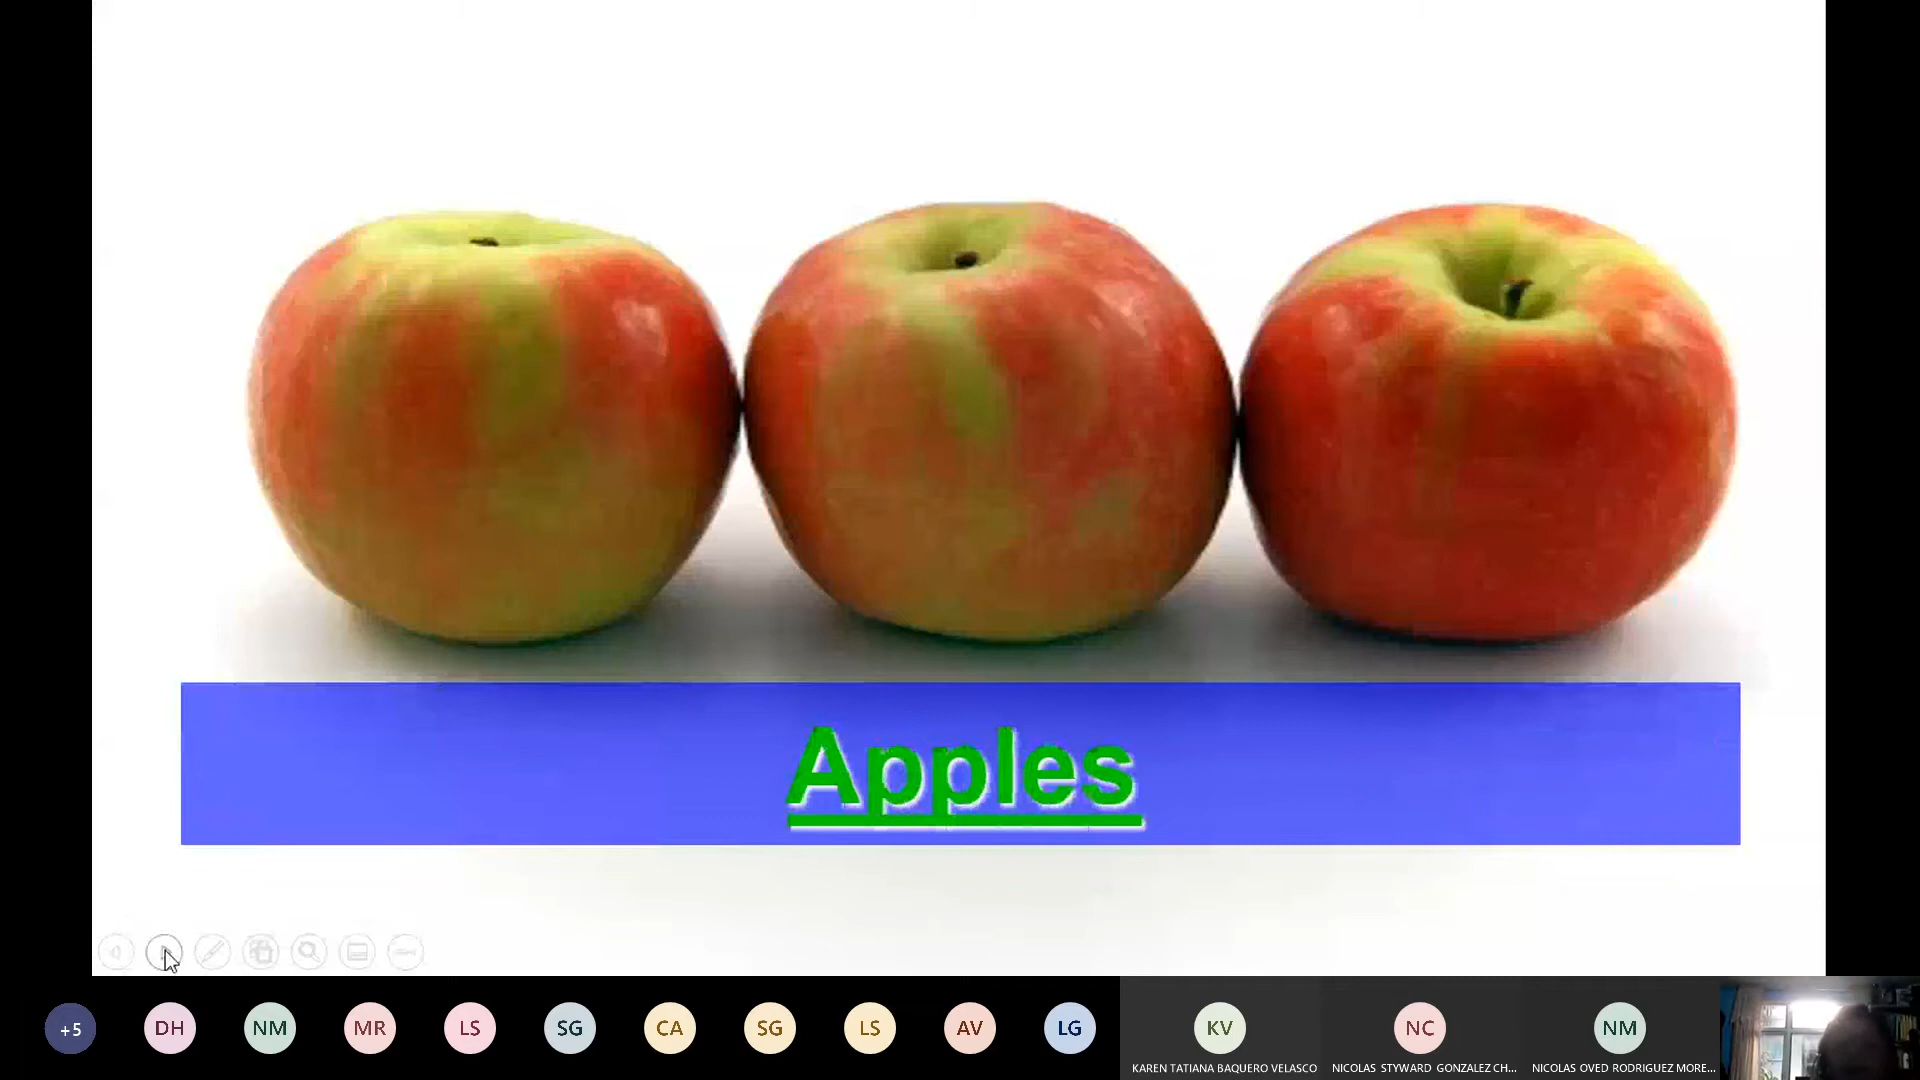 Apples
+5
DH
NM
MR
LS
SG
CA
SG
LS
AV
LG
KV
NC
NM
KAREN TATIANA BAQUERO VELASCO
NICOLAS STYWARD GONZALEZ CH...
NICOLAS OVED RODRIGUEZ MORE...